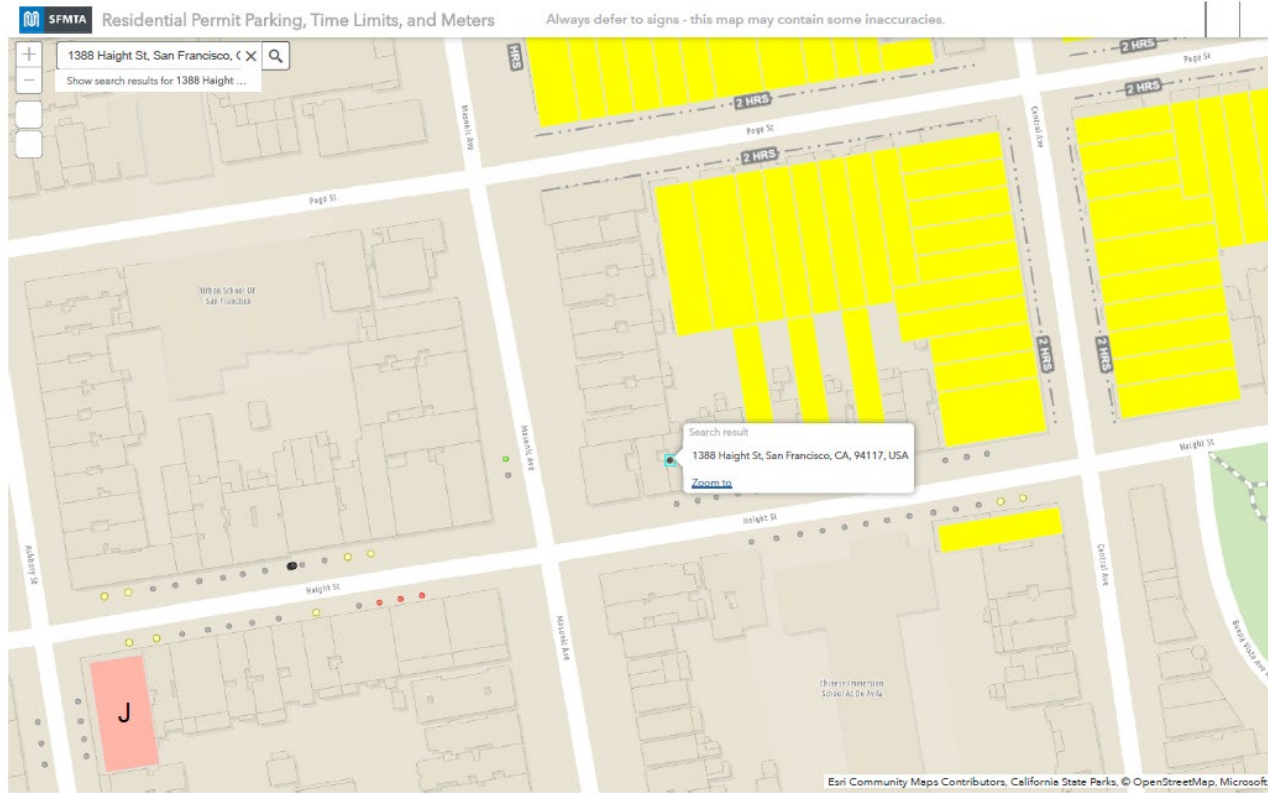 SFMTA Residential Permit Parking, Time Limits, and Meters
Always defer to signs - this map may contain some inaccuracies.
+
1388 Haight St, San Francisco, (
Show search results for 1388 Haight ...
−
HRS
2 HRS
Page St
2 HRS
2 HRS
Masonic Ave
Page St
Central Ave
2 HRS
Page St
Urban School Of
San Francisco
2 HRS
2 HRS
Masonic Ave
Search result
1388 Haight St, San Francisco, CA, 94117, USA
Zoom to
Haight St
Haight St
Ashbury St
Haight St
Central Ave
Masonic Ave
Buena Vista Ave
Chinese Immersion
School At De Avila
J
Esri Community Maps Contributors, California State Parks, © OpenStreetMap, Microsoft,